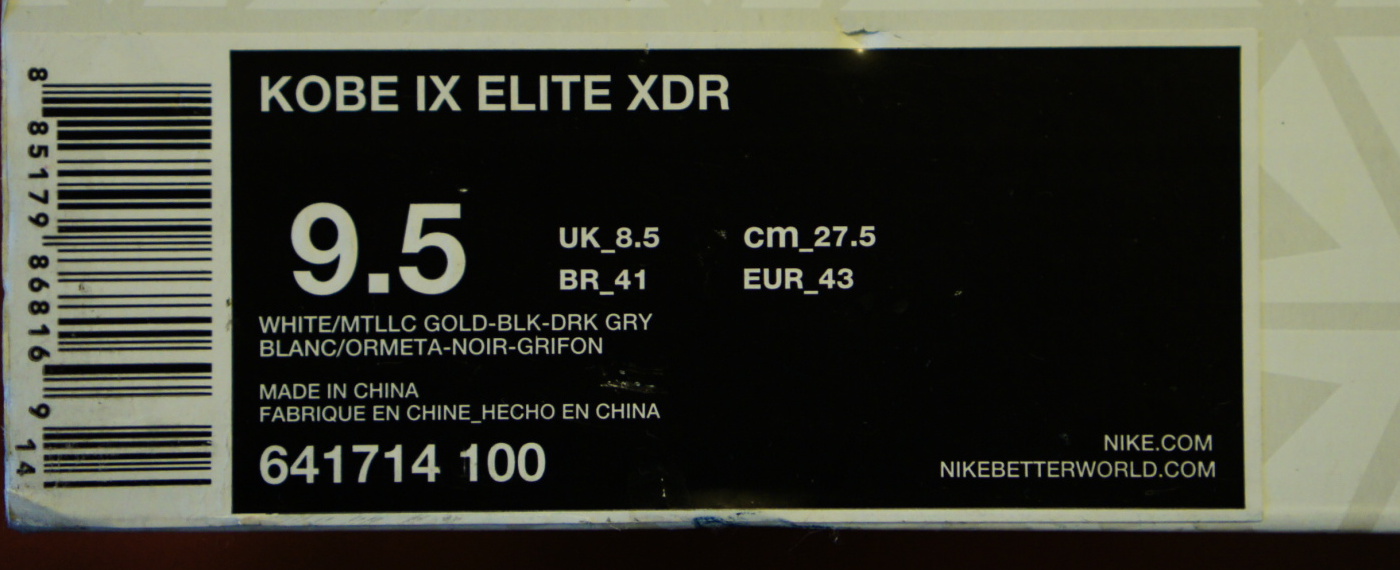 KOBE IX ELITE XDR
9.5
UK_8.5 cm_27.5
BR_41 EUR_43
WHITE/MTLLC GOLD-BLK-DRK GRY
BLANC/ORMETA-NOIR-GRIFON
MADE IN CHINA
FABRIQUE EN CHINE_HECHO EN CHINA
641714 100
NIKE.COM
NIKEBETTERWORLD.COM
8 85179 86816 9 14